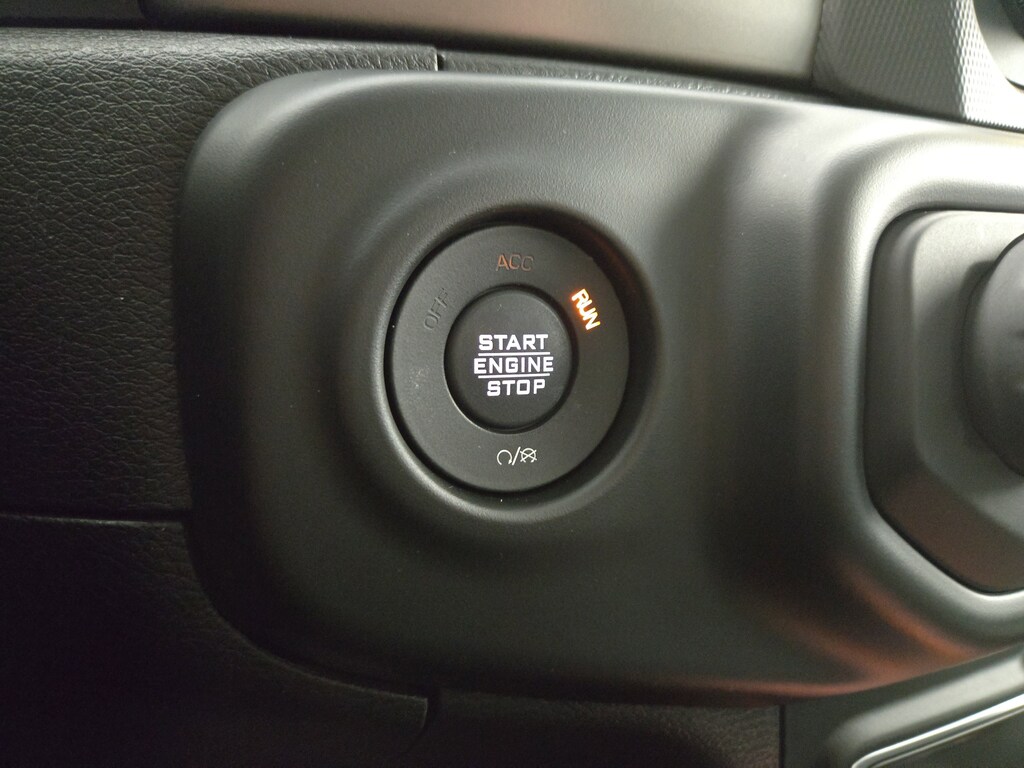 ACC
OFF
RUN
START
ENGINE
STOP